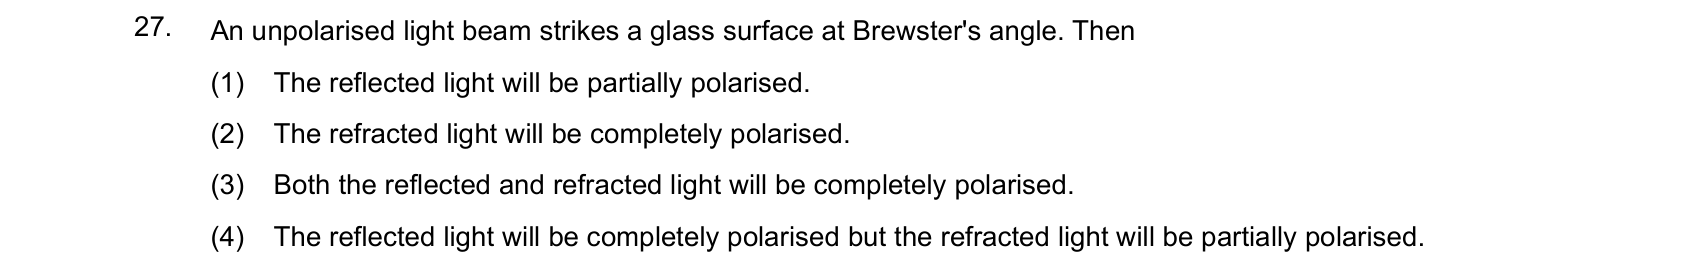 27. An unpolarised light beam strikes a glass surface at Brewster's angle. Then
(1) The reflected light will be partially polarised.
(2) The refracted light will be completely polarised.
(3) Both the reflected and refracted light will be completely polarised.
(4) The reflected light will be completely polarised but the refracted light will be partially polarised.